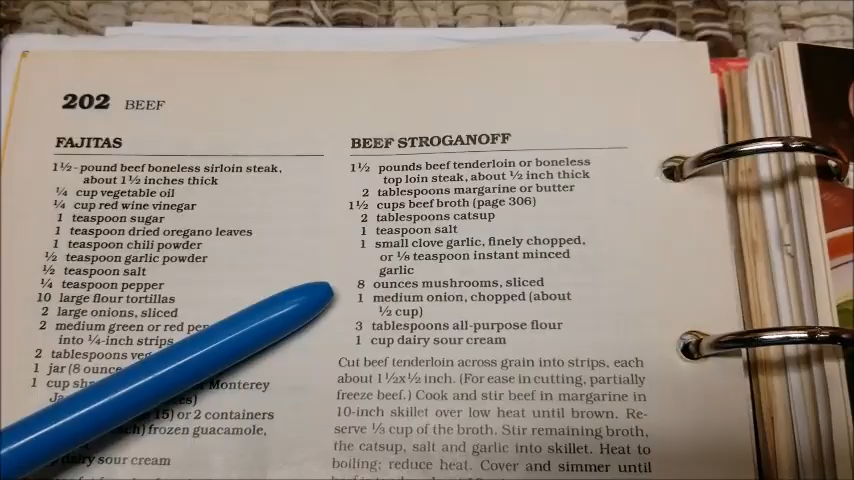 202 BEEF
FAJITAS
1½-pound beef boneless sirloin steak,
about 1½ inches thick
¼ cup vegetable oil
¼ cup red wine vinegar
1 teaspoon sugar
1 teaspoon dried oregano leaves
1 teaspoon chili powder
½ teaspoon garlic powder
½ teaspoon salt
¼ teaspoon pepper
10 large flour tortillas
2 large onions, sliced
2 medium green or red
into ¼-inch strips
2 tablespoons
1 jar (8
1 cup Monterey
15) or 2 containers
frozen guacamole,
dairy sour cream
BEEF STROGANOFF
1½ pounds beef tenderloin or boneless
top loin steak, about ½ inch thick
2 tablespoons margarine or butter
1½ cups beef broth (page 306)
2 tablespoons catsup
1 teaspoon salt
1 small clove garlic, finely chopped,
or ⅛ teaspoon instant minced
garlic
8 ounces mushrooms, sliced
1 medium onion, chopped (about
½ cup)
3 tablespoons all-purpose flour
1 cup dairy sour cream
Cut beef tenderloin across grain into strips, each
about 1½x½ inch. (For ease in cutting, partially
freeze beef.) Cook and stir beef in margarine in
10-inch skillet over low heat until brown. Re-
serve ⅓ cup of the broth. Stir remaining broth,
the catsup, salt and garlic into skillet. Heat to
boiling; reduce heat. Cover and simmer until